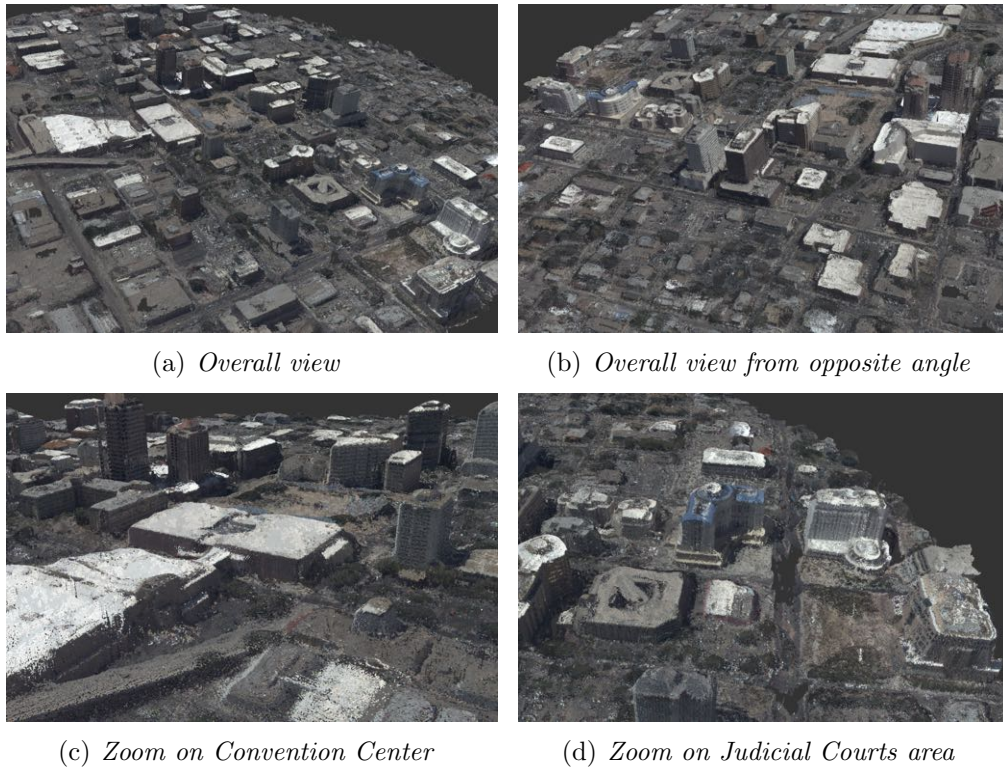 (a) Overall view
(b) Overall view from opposite angle
(c) Zoom on Convention Center
(d) Zoom on Judicial Courts area